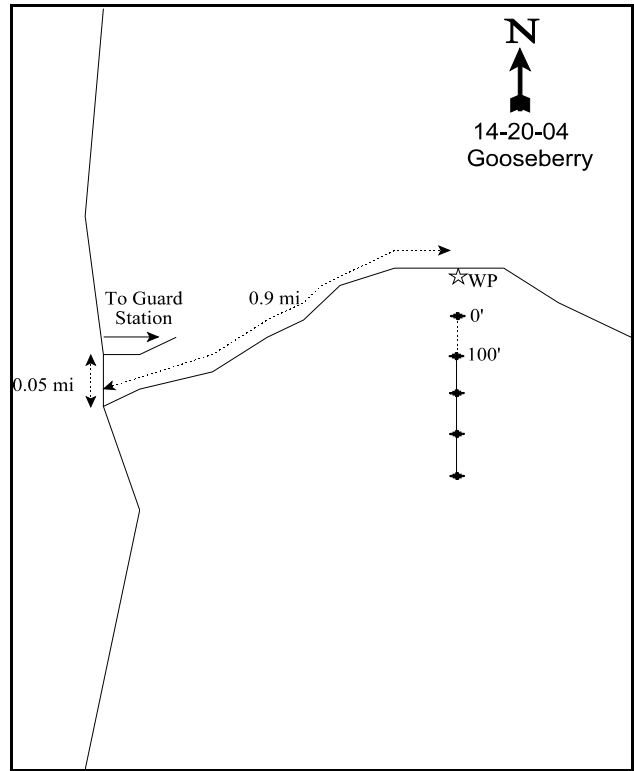 N
14-20-04
Gooseberry
To Guard
Station
0.9 mi
WP
0'
100'
0.05 mi